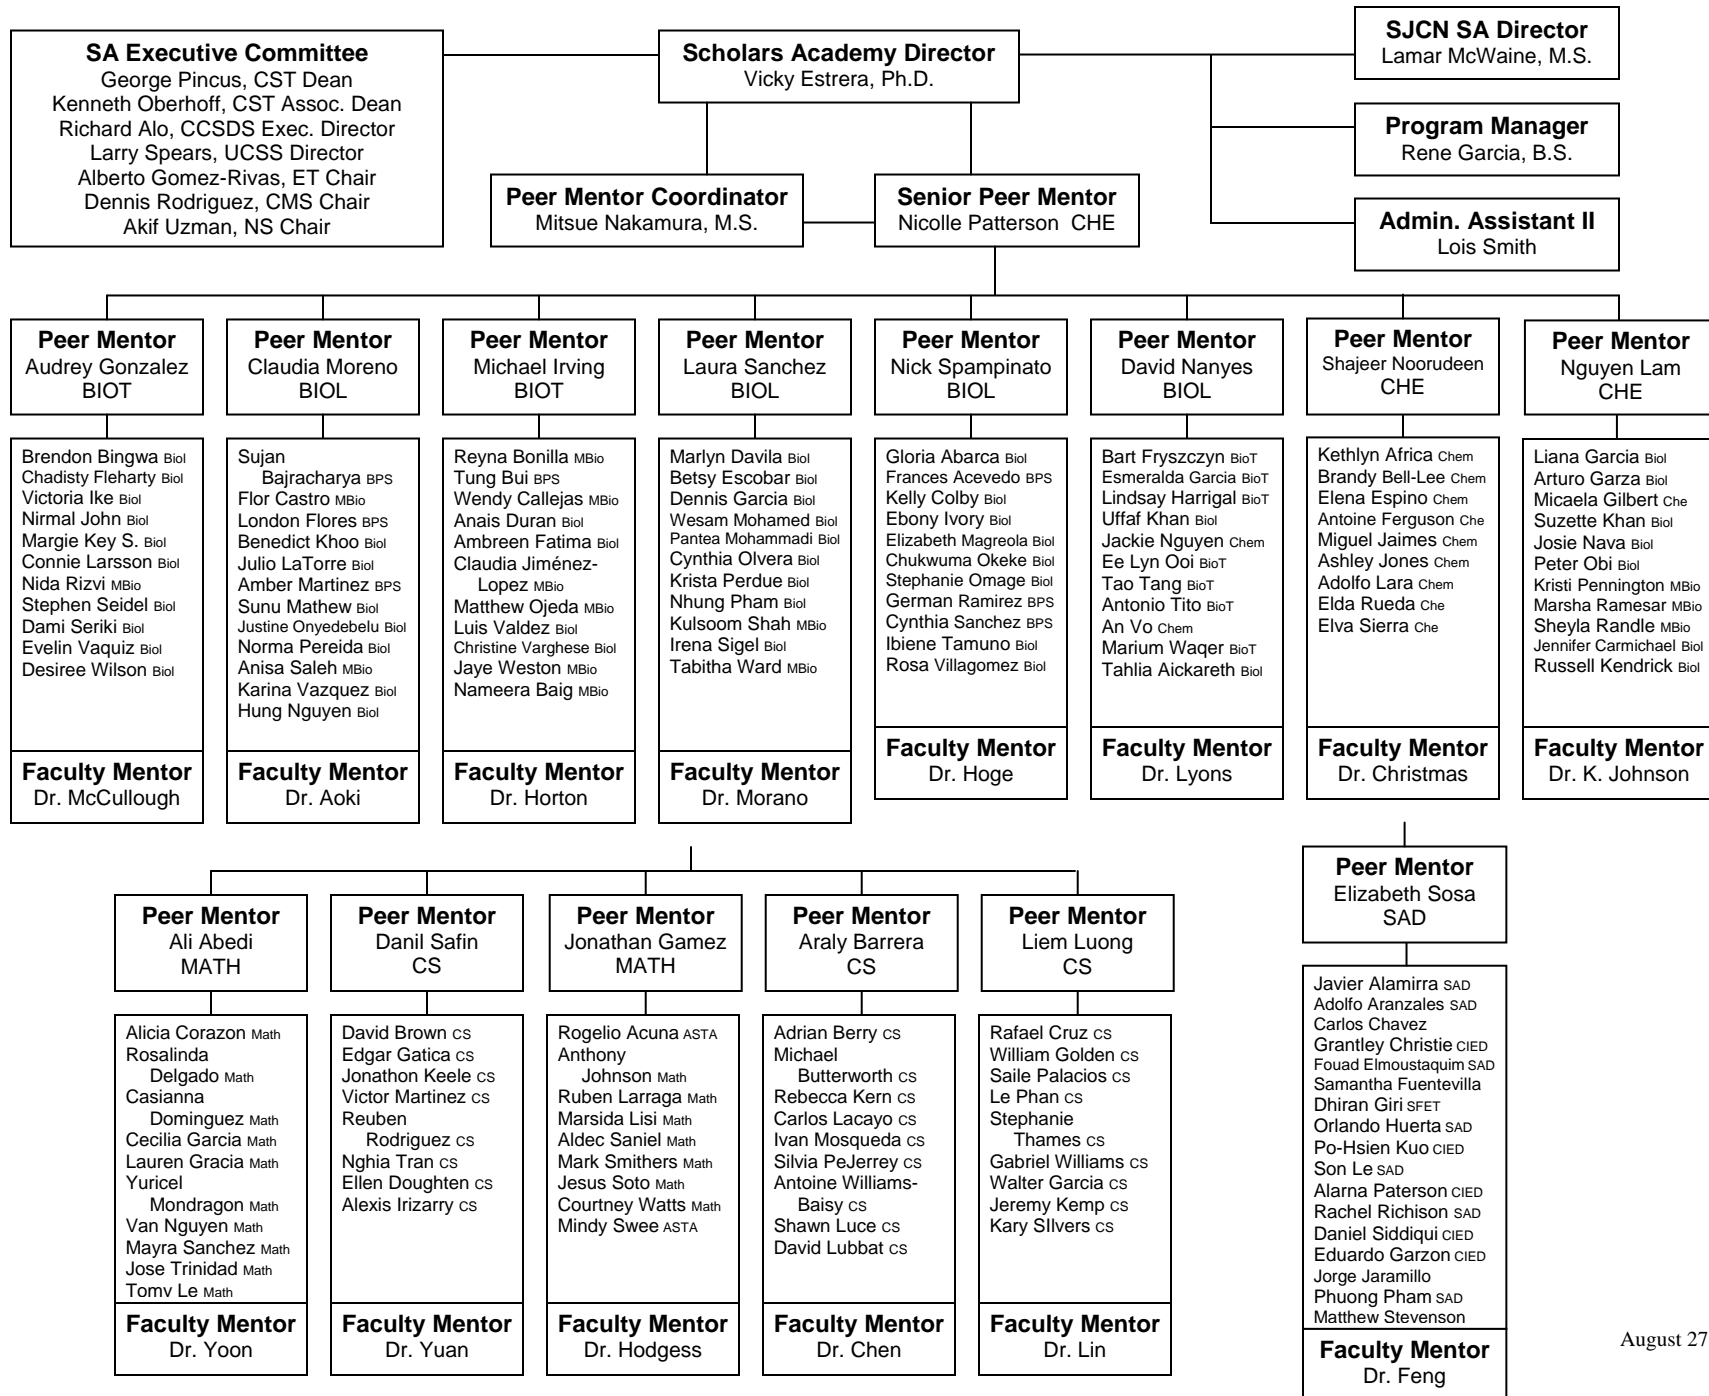 SA Executive Committee
George Pincus, CST Dean
Kenneth Oberhoff, CST Assoc. Dean
Richard Alo, CCSDS Exec. Director
Larry Spears, UCSS Director
Alberto Gomez-Rivas, ET Chair
Dennis Rodriguez, CMS Chair
Akif Uzman, NS Chair
Scholars Academy Director
Vicky Estrera, Ph.D.
SJCN SA Director
Lamar McWaine, M.S.
Program Manager
Rene Garcia, B.S.
Admin. Assistant II
Lois Smith
Peer Mentor Coordinator
Mitsue Nakamura, M.S.
Senior Peer Mentor
Nicolle Patterson CHE
Peer Mentor
Audrey Gonzalez
BIOT
Brendon Bingwa Biol
Chadisty Fleharty Biol
Victoria Ike Biol
Nirmal John Biol
Margie Key S. Biol
Connie Larsson Biol
Nida Rizvi MBio
Stephen Seidel Biol
Dami Seriki Biol
Evelin Vaquiz Biol
Desiree Wilson Biol
Faculty Mentor
Dr. McCullough
Peer Mentor
Claudia Moreno
BIOL
Sujan
Bajracharya BPS
Flor Castro MBio
London Flores BPS
Benedict Khoo Biol
Julio LaTorre Biol
Amber Martinez BPS
Sunu Mathew Biol
Justine Onyedebelu Biol
Norma Pereida Biol
Anisa Saleh MBio
Karina Vazquez Biol
Hung Nguyen Biol
Faculty Mentor
Dr. Aoki
Peer Mentor
Michael Irving
BIOT
Reyna Bonilla MBio
Tung Bui BPS
Wendy Callejas MBio
Anais Duran Biol
Ambreen Fatima Biol
Claudia Jiménez-
Lopez MBio
Matthew Ojeda MBio
Luis Valdez Biol
Christine Varghese Biol
Jaye Weston MBio
Nameera Baig MBio
Faculty Mentor
Dr. Horton
Peer Mentor
Laura Sanchez
BIOL
Marlyn Davila Biol
Betsy Escobar Biol
Dennis Garcia Biol
Wesam Mohamed Biol
Pantea Mohammadi Biol
Cynthia Olvera Biol
Krista Perdue Biol
Nhung Pham Biol
Kulsoom Shah MBio
Irena Sigel Biol
Tabitha Ward MBio
Faculty Mentor
Dr. Morano
Peer Mentor
Nick Spampinato
BIOL
Gloria Abarca Biol
Frances Acevedo BPS
Kelly Colby Biol
Ebony Ivory Biol
Elizabeth Magreola Biol
Chukwuma Okeke Biol
Stephanie Omage Biol
German Ramirez BPS
Cynthia Sanchez BPS
Ibiene Tamuno Biol
Rosa Villagomez Biol
Faculty Mentor
Dr. Hoge
Peer Mentor
David Nanyes
BIOL
Bart Fryszczyn BioT
Esmeralda Garcia BioT
Lindsay Harrigal BioT
Uffaf Khan Biol
Jackie Nguyen Chem
Ee Lyn Ooi BioT
Tao Tang BioT
Antonio Tito BioT
An Vo Chem
Marium Waqer BioT
Tahlia Aickareth Biol
Faculty Mentor
Dr. Lyons
Peer Mentor
Shajeer Noorudeen
CHE
Kethlyn Africa Chem
Brandy Bell-Lee Chem
Elena Espino Chem
Antoine Ferguson Che
Miguel Jaimes Chem
Ashley Jones Chem
Adolfo Lara Chem
Elda Rueda Che
Elva Sierra Che
Faculty Mentor
Dr. Christmas
Peer Mentor
Nguyen Lam
CHE
Liana Garcia Biol
Arturo Garza Biol
Micaela Gilbert Che
Suzette Khan Biol
Josie Nava Biol
Peter Obi Biol
Kristi Pennington MBio
Marsha Ramesar MBio
Sheyla Randle MBio
Jennifer Carmichael Biol
Russell Kendrick Biol
Faculty Mentor
Dr. K. Johnson
Peer Mentor
Ali Abedi
MATH
Alicia Corazon Math
Rosalinda
Delgado Math
Casianna
Dominguez Math
Cecilia Garcia Math
Lauren Gracia Math
Yuricel
Mondragon Math
Van Nguyen Math
Mayra Sanchez Math
Jose Trinidad Math
Tomy Le Math
Faculty Mentor
Dr. Yoon
Peer Mentor
Danil Safin
CS
David Brown CS
Edgar Gatica CS
Jonathon Keele CS
Victor Martinez CS
Reuben
Rodriguez CS
Nghia Tran CS
Ellen Doughten CS
Alexis Irizarry CS
Faculty Mentor
Dr. Yuan
Peer Mentor
Jonathan Gamez
MATH
Rogelio Acuna ASTA
Anthony
Johnson Math
Ruben Larraga Math
Marsida Lisi Math
Aldec Saniel Math
Mark Smithers Math
Jesus Soto Math
Courtney Watts Math
Mindy Swee ASTA
Faculty Mentor
Dr. Hodgess
Peer Mentor
Araly Barrera
CS
Adrian Berry CS
Michael
Butterworth CS
Rebecca Kern CS
Carlos Lacayo CS
Ivan Mosqueda CS
Silvia PeJerrey CS
Antoine Williams-
Baisy CS
Shawn Luce CS
David Lubbat CS
Faculty Mentor
Dr. Chen
Peer Mentor
Liem Luong
CS
Rafael Cruz CS
William Golden CS
Saile Palacios CS
Le Phan CS
Stephanie
Thames CS
Gabriel Williams CS
Walter Garcia CS
Jeremy Kemp CS
Kary SIlvers CS
Faculty Mentor
Dr. Lin
Peer Mentor
Elizabeth Sosa
SAD
Javier Alamirra SAD
Adolfo Aranzales SAD
Carlos Chavez
Grantley Christie CIED
Fouad Elmoustaquim SAD
Samantha Fuentevilla
Dhiran Giri SFET
Orlando Huerta SAD
Po-Hsien Kuo CIED
Son Le SAD
Alarna Paterson CIED
Rachel Richison SAD
Daniel Siddiqui CIED
Eduardo Garzon CIED
Jorge Jaramillo
Phuong Pham SAD
Matthew Stevenson
Faculty Mentor
Dr. Feng
August 27